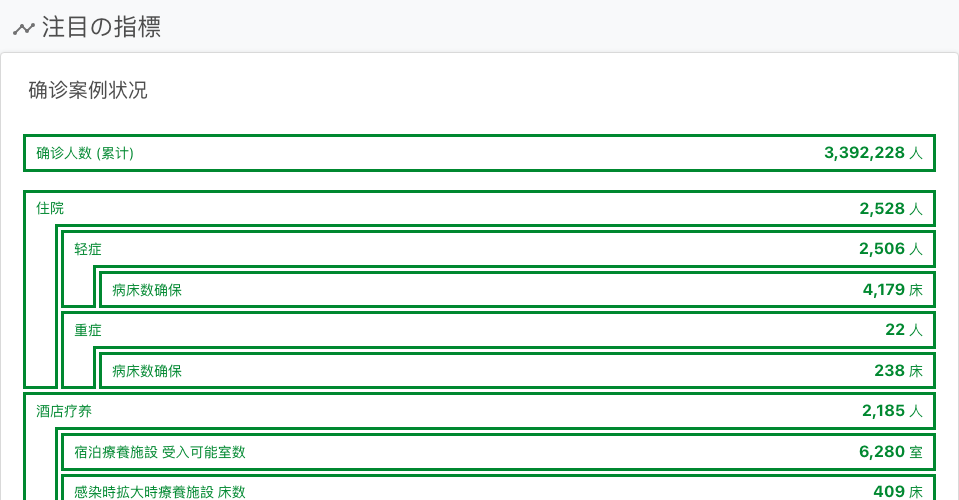 注目の指標
确诊案例状况
确诊人数 (累计) 3,392,228 人
住院 2,528 人
轻症 2,506 人
病床数确保 4,179 床
重症 22 人
病床数确保 238 床
酒店疗养 2,185 人
宿泊療養施設 受入可能室数 6,280 室
感染時拡大時療養施設 床数 409 床